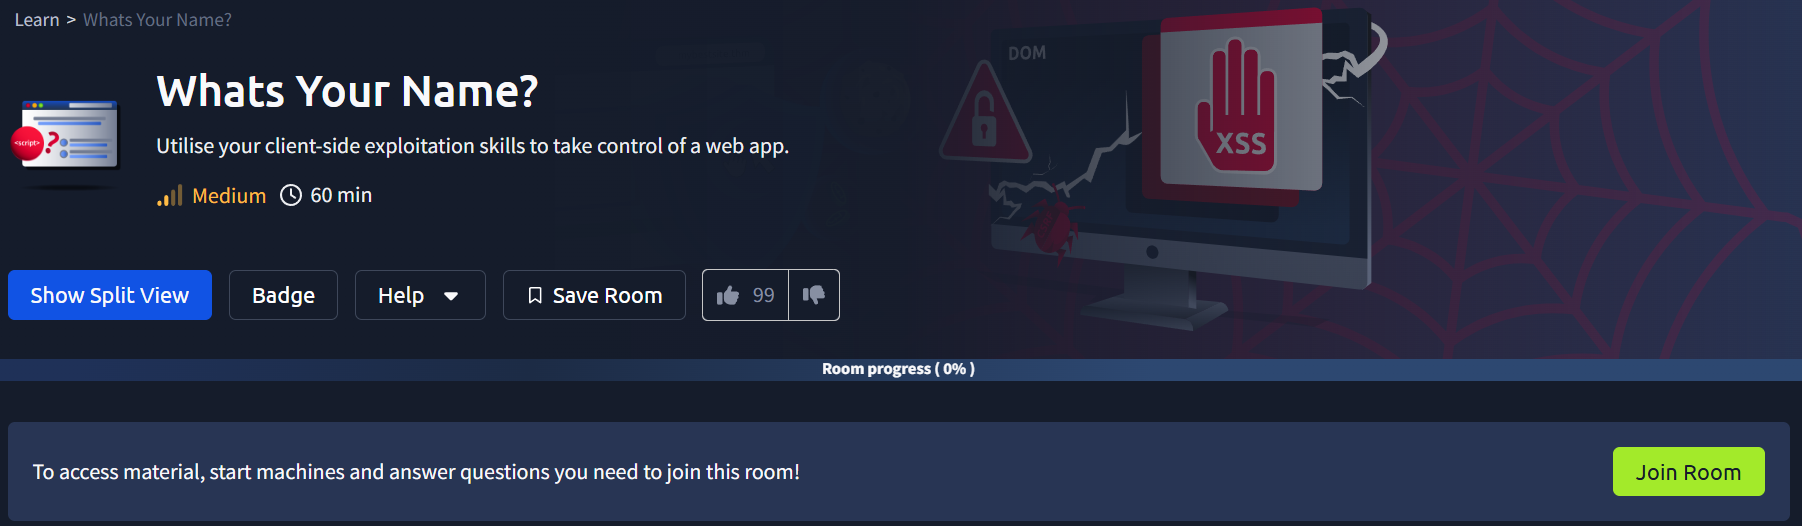 Learn > Whats Your Name?
DOM
Whats Your Name?
<script>
?
XSS
Utilise your client-side exploitation skills to take control of a web app.
Medium 60 min
Show Split View Badge Help Save Room 99
Room progress ( 0% )
To access material, start machines and answer questions you need to join this room! Join Room